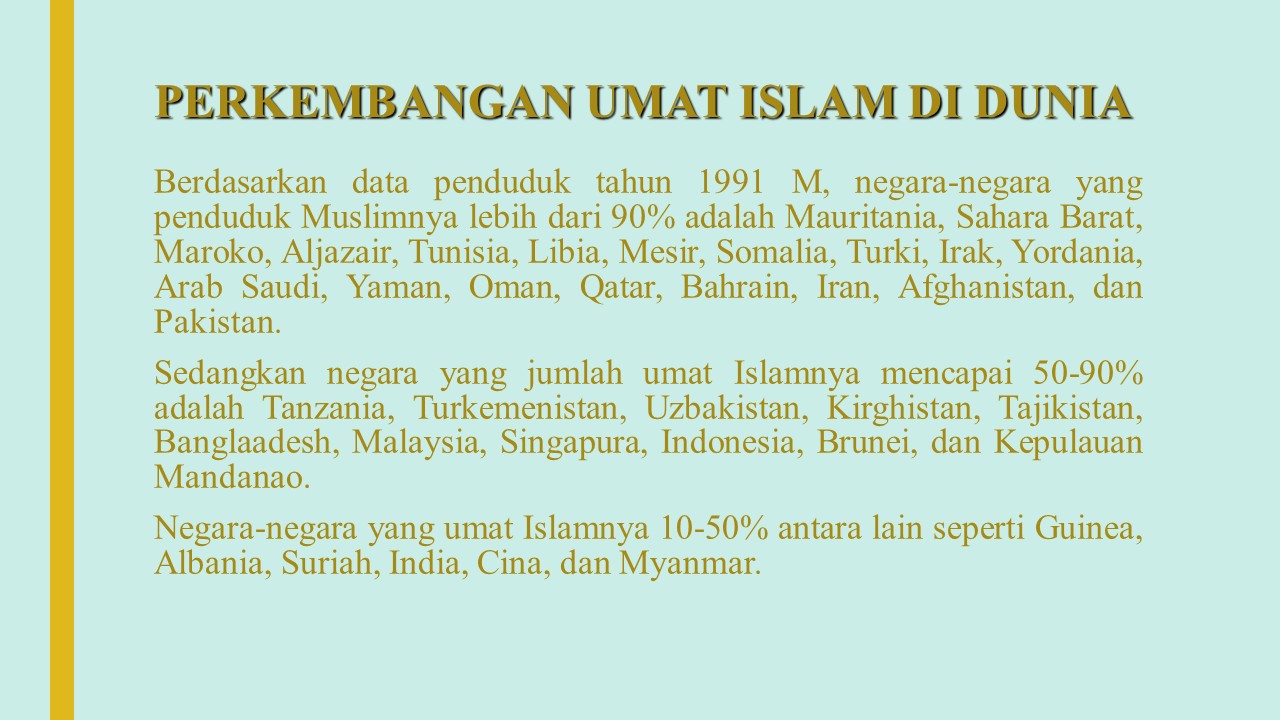 PERKEMBANGAN UMAT ISLAM DI DUNIA
Berdasarkan data penduduk tahun 1991 M, negara-negara yang
penduduk Muslimnya lebih dari 90% adalah Mauritania, Sahara Barat,
Maroko, Aljazair, Tunisia, Libia, Mesir, Somalia, Turki, Irak, Yordania,
Arab Saudi, Yaman, Oman, Qatar, Bahrain, Iran, Afghanistan, dan
Pakistan.
Sedangkan negara yang jumlah umat Islamnya mencapai 50-90%
adalah Tanzania, Turkemenistan, Uzbakistan, Kirghistan, Tajikistan,
Banglaadesh, Malaysia, Singapura, Indonesia, Brunei, dan Kepulauan
Mandanao.
Negara-negara yang umat Islamnya 10-50% antara lain seperti Guinea,
Albania, Suriah, India, Cina, dan Myanmar.